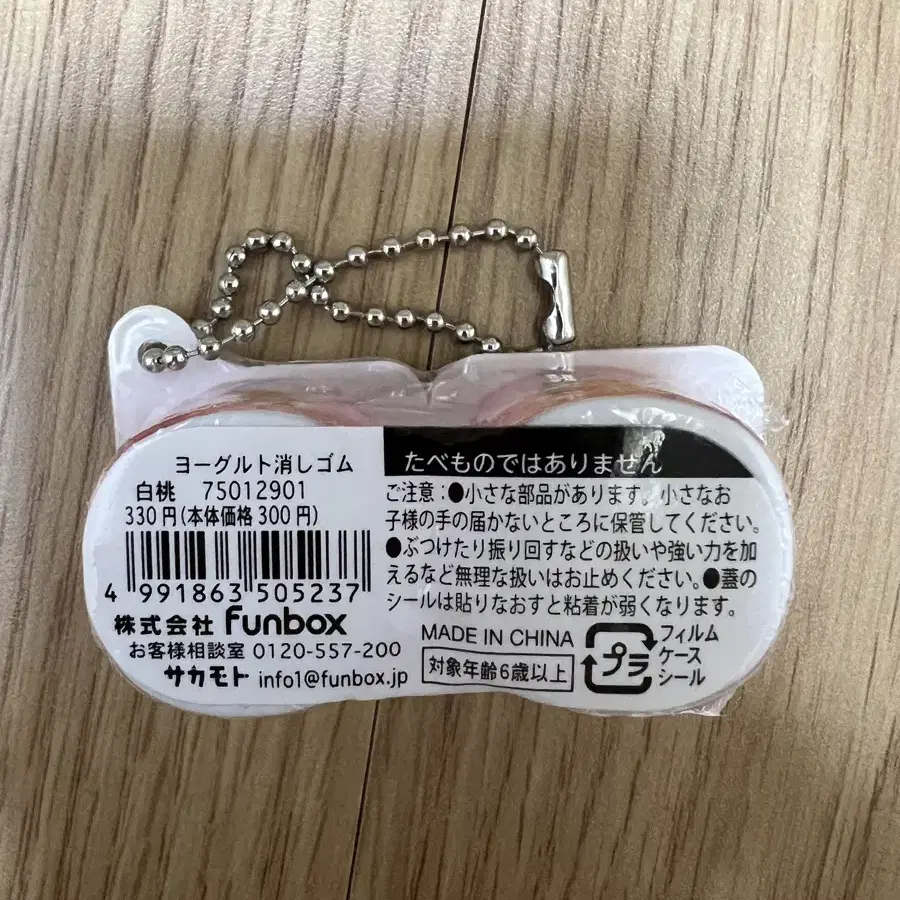 ヨーグルト消しゴム
白桃 75012901
330円(本体価格300円)
4 991863 505237
株式会社 funbox
お客様相談室 0120-557-200
サカモト info1@funbox.jp
たべものではありません
ご注意:●小さな部品があります。小さなお
子様の手の届かないところに保管してください。
●ぶつけたり振り回すなどの扱いや強い力を加
えるなど無理な扱いはお止めください。●蓋の
シールは貼りなおすと粘着が弱くなります。
MADE IN CHINA
対象年齢6歳以上
プラ
フィルム
ケース
シール